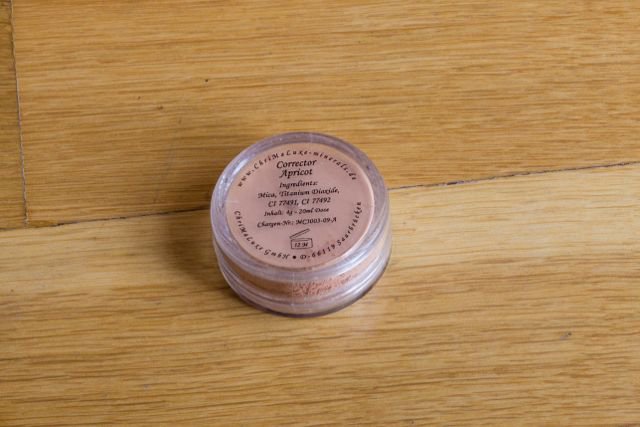 www.ChriMaLuxe-minerals.de
Corrector
Apricot
Ingredients:
Mica, Titanium Dioxide,
CI 77491, CI 77492
Inhalt: 4g - 20ml Dose
Chargen-Nr.: MCI003-09-A
12 M
ChriMaLuxe GmbH • D-66119 Saarbrücken